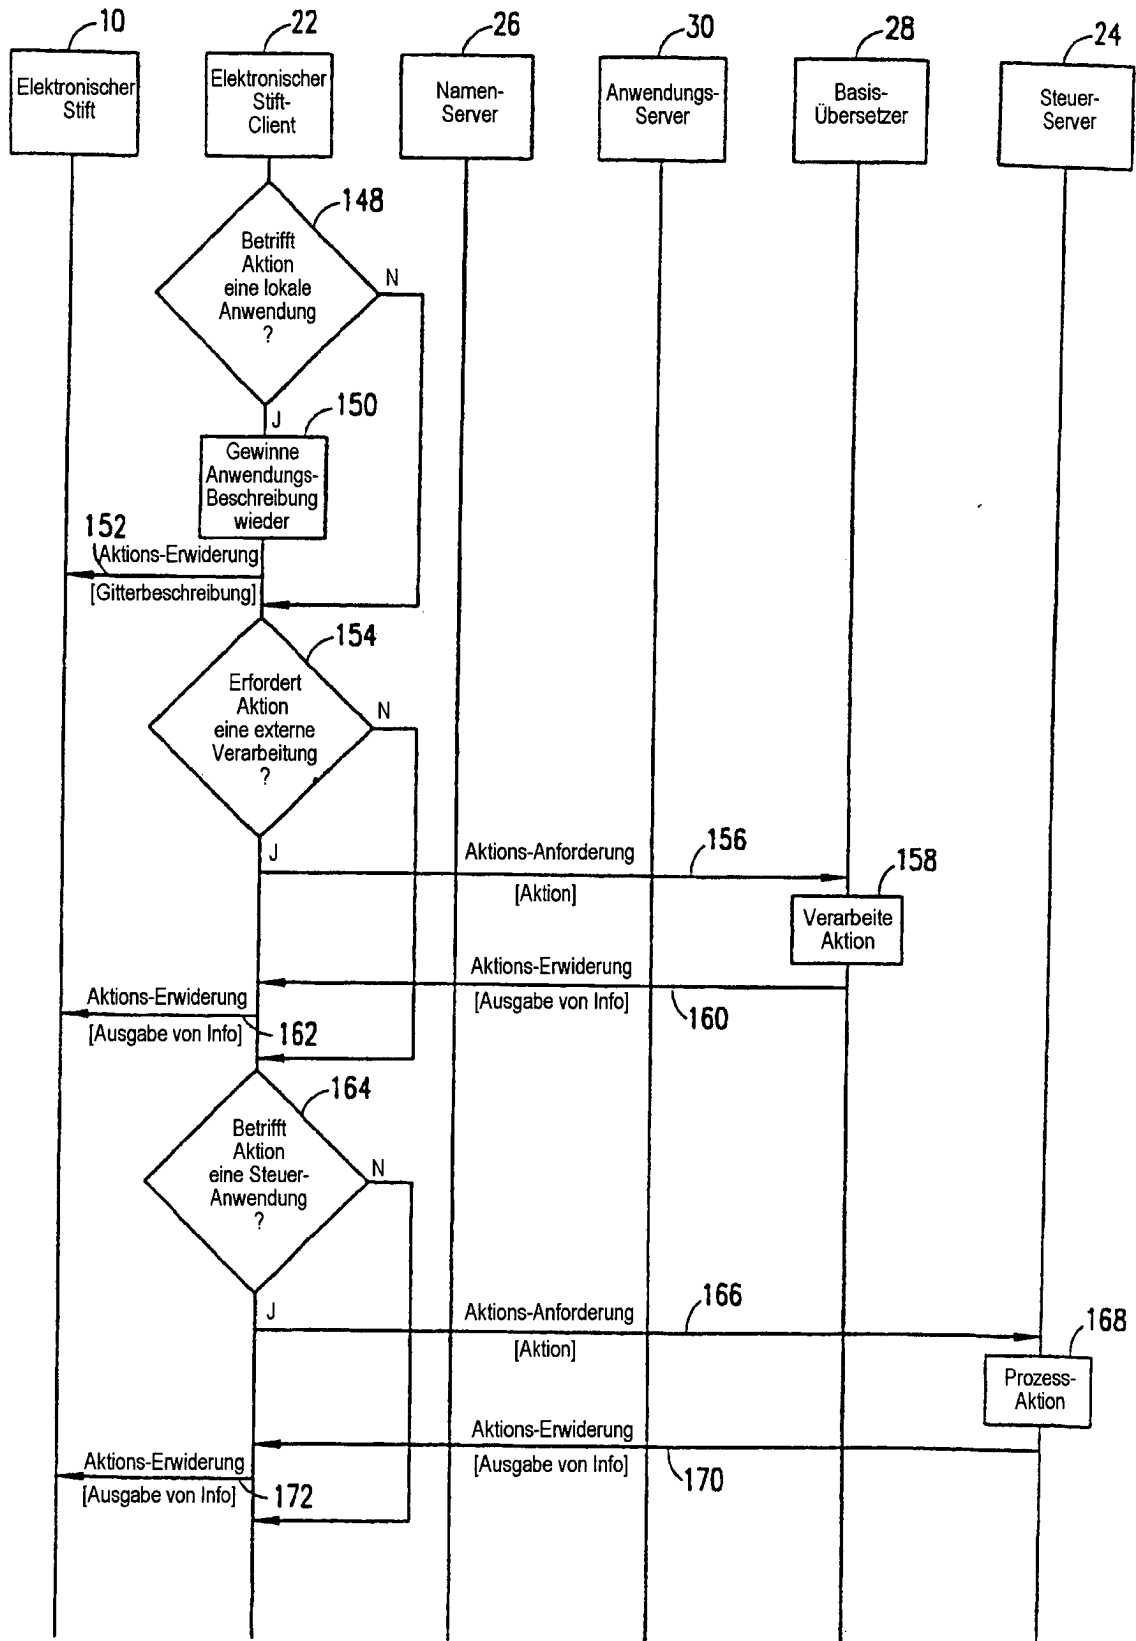 10
22
26
30
28
24
Elektronischer
Stift
Elektronischer
Stift-
Client
Namen-
Server
Anwendungs-
Server
Basis-
Übersetzer
Steuer-
Server
148
Betrifft
Aktion
eine lokale
Anwendung
?
N
J
150
Gewinne
Anwendungs-
Beschreibung
wieder
152
Aktions-Erwiderung
[Gitterbeschreibung]
154
Erfordert
Aktion
eine externe
Verarbeitung
?
N
J
Aktions-Anforderung
156
[Aktion]
158
Verarbeite
Aktion
Aktions-Erwiderung
[Ausgabe von Info]
160
Aktions-Erwiderung
[Ausgabe von Info]
162
164
Betrifft
Aktion
eine Steuer-
Anwendung
?
N
J
Aktions-Anforderung
166
[Aktion]
168
Prozess-
Aktion
Aktions-Erwiderung
[Ausgabe von Info]
170
Aktions-Erwiderung
[Ausgabe von Info]
172